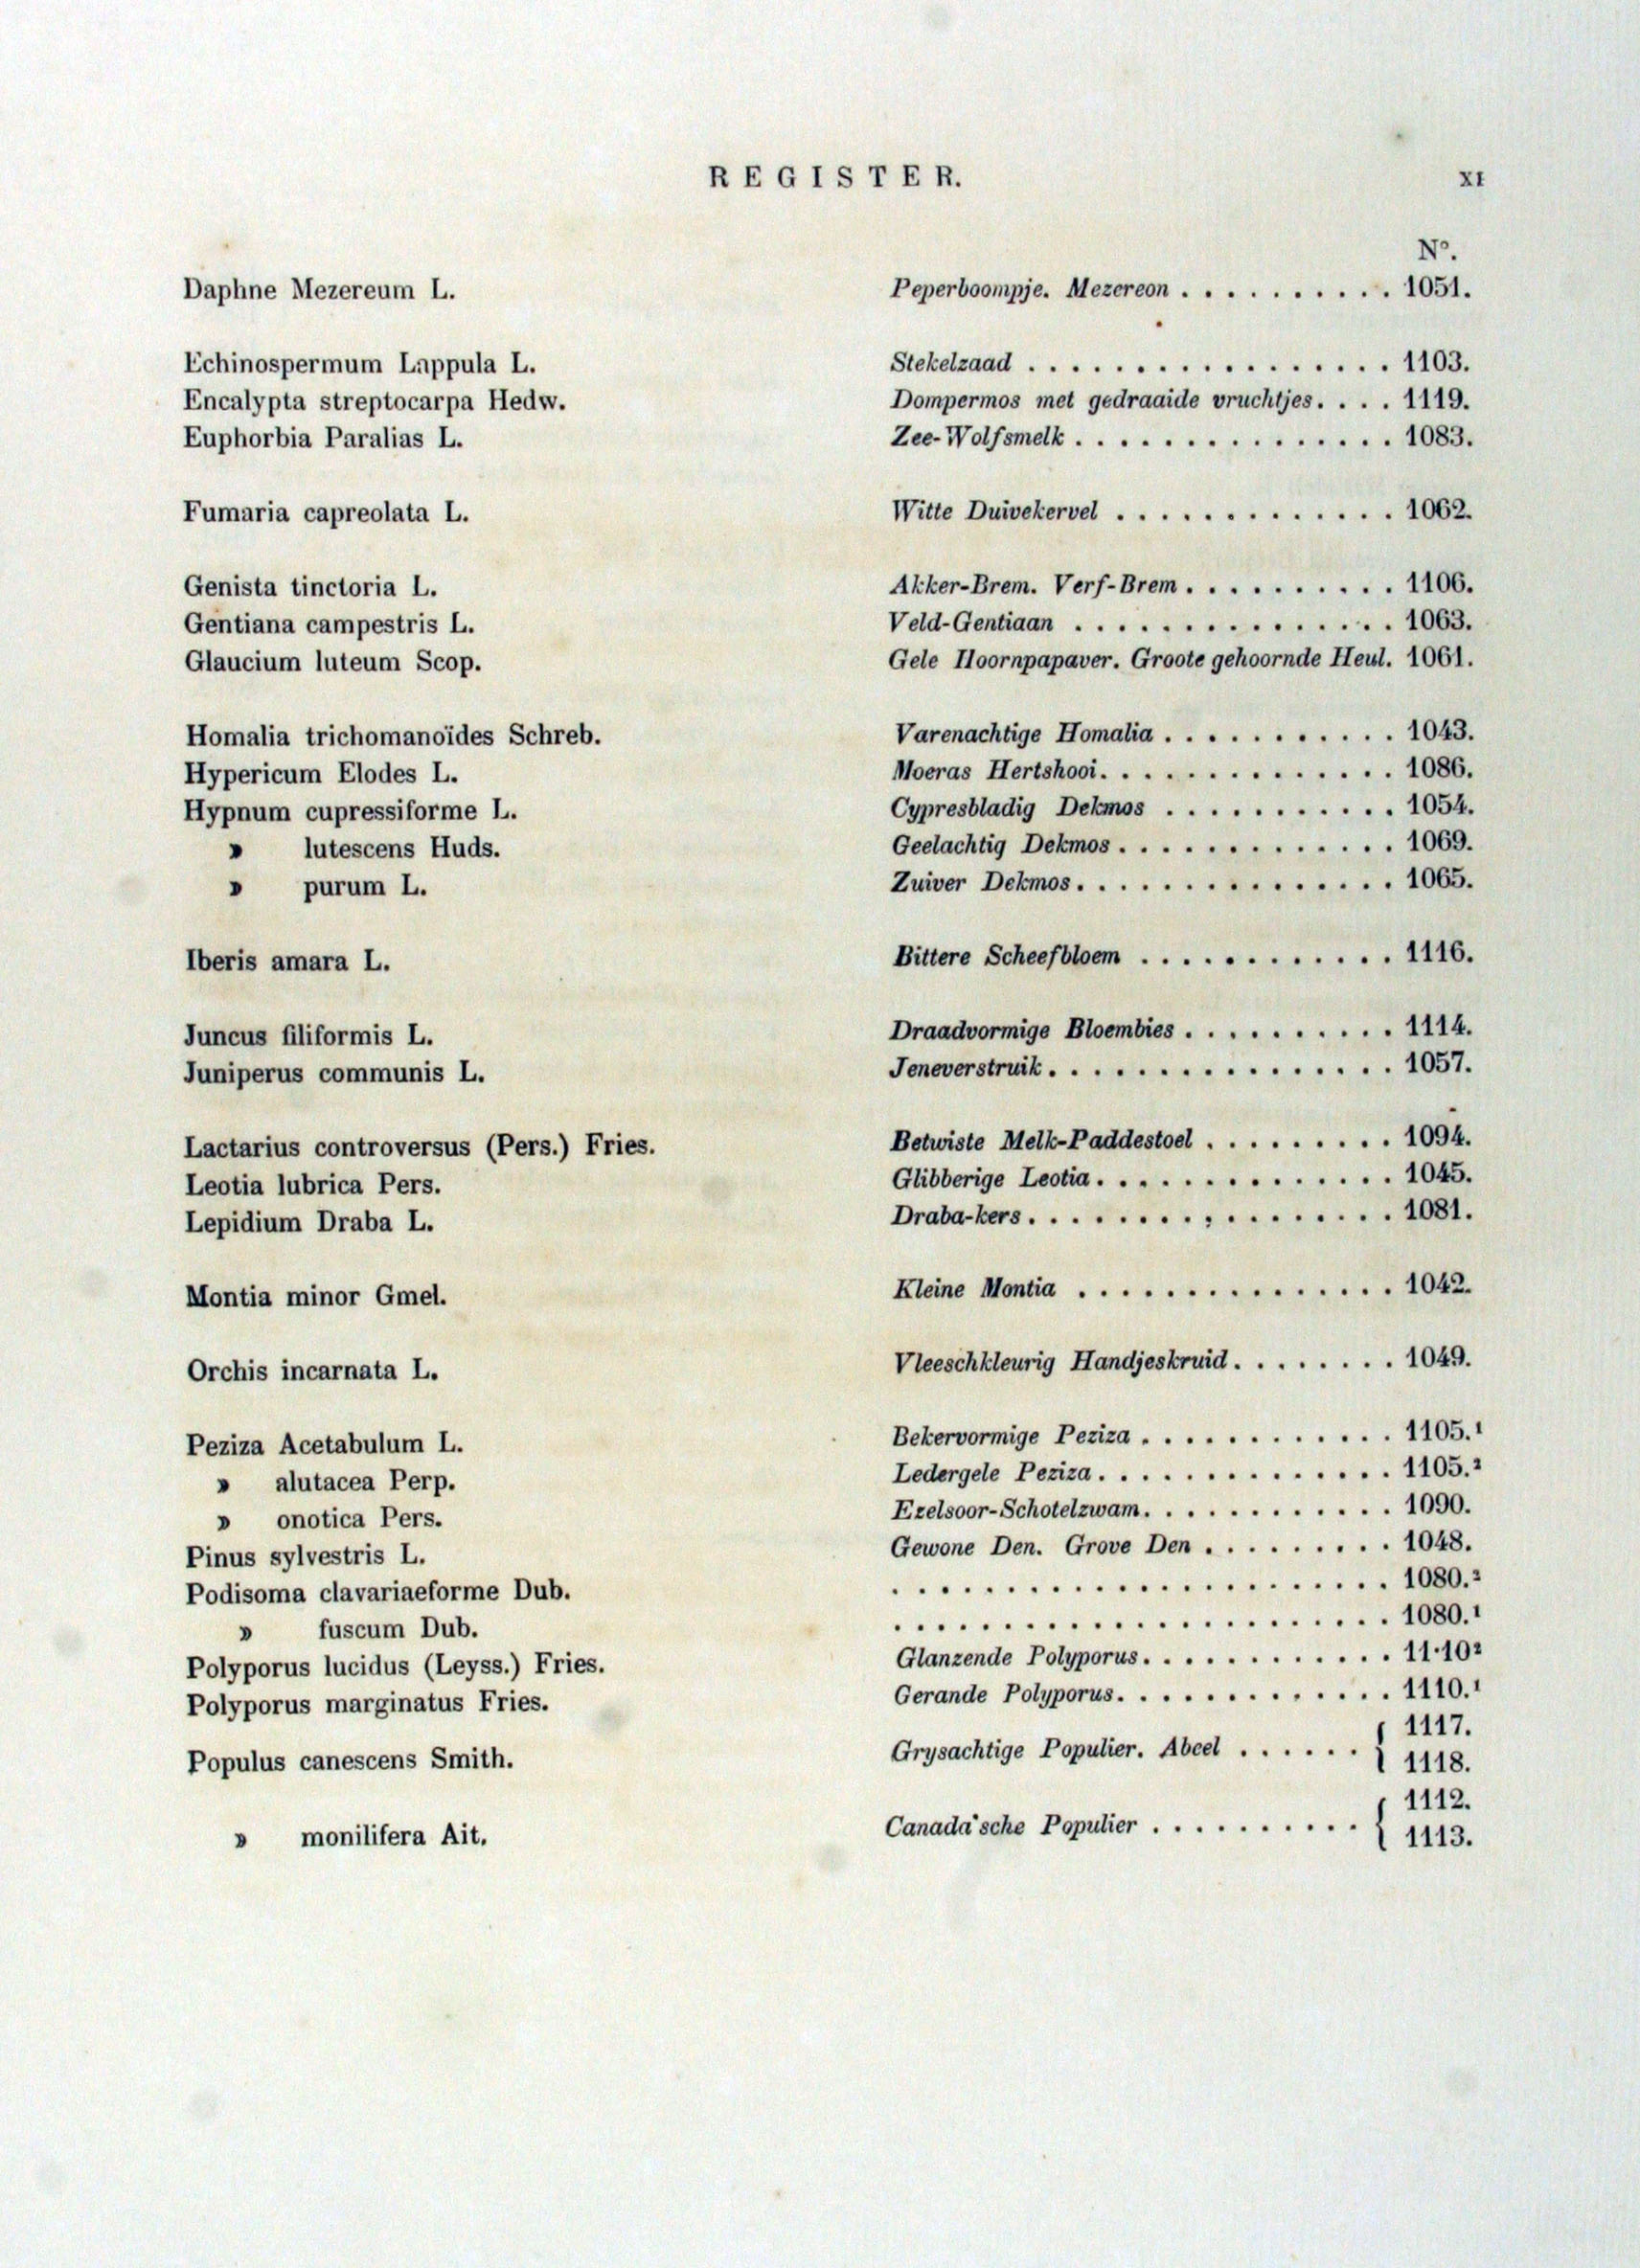 REGISTER. XI
N°.
Daphne Mezereum L. Peperboompje. Mezereon . . . . . . . . . . . . 1051.
Echinospermum Lappula L. Stekelzaad . . . . . . . . . . . . . . . . . . . . 1103.
Encalypta streptocarpa Hedw. Dompermos met gedraaide vruchtjes. . . . 1119.
Euphorbia Paralias L. Zee-Wolfsmelk . . . . . . . . . . . . . . . . . . 1083.
Fumaria capreolata L. Witte Duivekervel . . . . . . . . . . . . . . . . 1062.
Genista tinctoria L. Akker-Brem. Verf-Brem . . . . . . . . . . . . 1106.
Gentiana campestris L. Veld-Gentiaan . . . . . . . . . . . . . . . . . . 1063.
Glaucium luteum Scop. Gele Hoornpapaver. Groote gehoornde Heul. 1061.
Homalia trichomanoïdes Schreb. Varenachtige Homalia . . . . . . . . . . . . . 1043.
Hypericum Elodes L. Moeras Hertshooi. . . . . . . . . . . . . . . . . 1086.
Hypnum cupressiforme L. Cypresbladig Dekmos . . . . . . . . . . . . . 1054.
» lutescens Huds. Geelachtig Dekmos . . . . . . . . . . . . . . . 1069.
» purum L. Zuiver Dekmos. . . . . . . . . . . . . . . . . . 1065.
Iberis amara L. Bittere Scheefbloem . . . . . . . . . . . . . . 1116.
Juncus filiformis L. Draadvormige Bloembies . . . . . . . . . . . . 1114.
Juniperus communis L. Jeneverstruik . . . . . . . . . . . . . . . . . . . 1057.
Lactarius controversus (Pers.) Fries. Betwiste Melk-Paddestoel . . . . . . . . . . . 1094.
Leotia lubrica Pers. Glibberige Leotia . . . . . . . . . . . . . . . . . 1045.
Lepidium Draba L. Draba-kers . . . . . . . . . . . . . . . . . . . . 1081.
Montia minor Gmel. Kleine Montia . . . . . . . . . . . . . . . . . . 1042.
Orchis incarnata L. Vleeschkleurig Handjeskruid . . . . . . . . . 1049.
Peziza Acetabulum L. Bekervormige Peziza . . . . . . . . . . . . . . 1105.¹
» alutacea Perp. Ledergele Peziza . . . . . . . . . . . . . . . . . 1105.²
» onotica Pers. Ezelsoor-Schotelzwam. . . . . . . . . . . . . . 1090.
Pinus sylvestris L. Gewone Den. Grove Den . . . . . . . . . . . 1048.
Podisoma clavariaeforme Dub. . . . . . . . . . . . . . . . . . . . . . . . . . . . . 1080.²
» fuscum Dub. . . . . . . . . . . . . . . . . . . . . . . . . . . . . 1080.¹
Polyporus lucidus (Leyss.) Fries. Glanzende Polyporus. . . . . . . . . . . . . . 11·10²
Polyporus marginatus Fries. Gerande Polyporus. . . . . . . . . . . . . . . . 1110.¹
Populus canescens Smith. Grysachtige Populier. Abeel . . . . . . . { 1117.
1118.
» monilifera Ait. Canada'sche Populier . . . . . . . . . . . . { 1112.
1113.